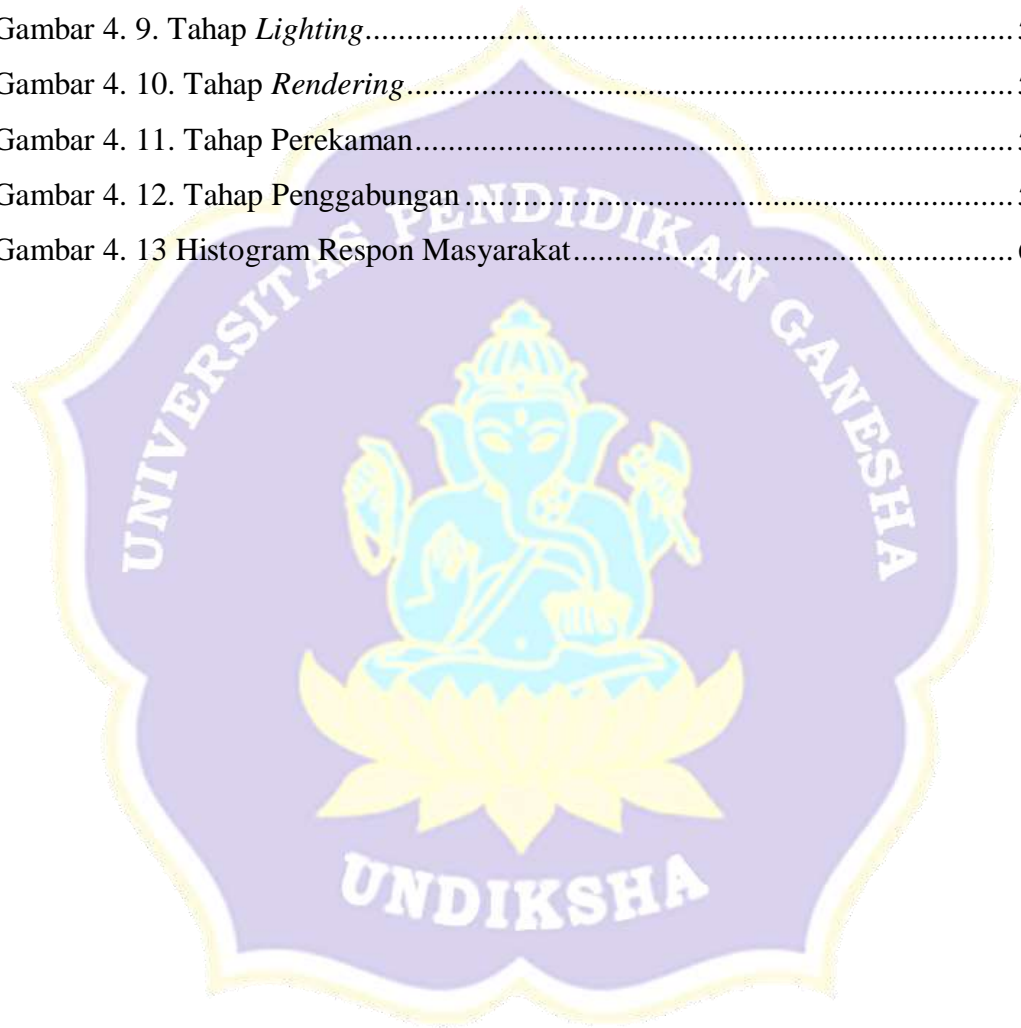 Gambar 4. 9. Tahap Lighting
Gambar 4. 10. Tahap Rendering
Gambar 4. 11. Tahap Perekaman
Gambar 4. 12. Tahap Penggabungan
Gambar 4. 13 Histogram Respon Masyarakat
UNIVERSITAS PENDIDIKAN GANESHA
UNDIKSHA